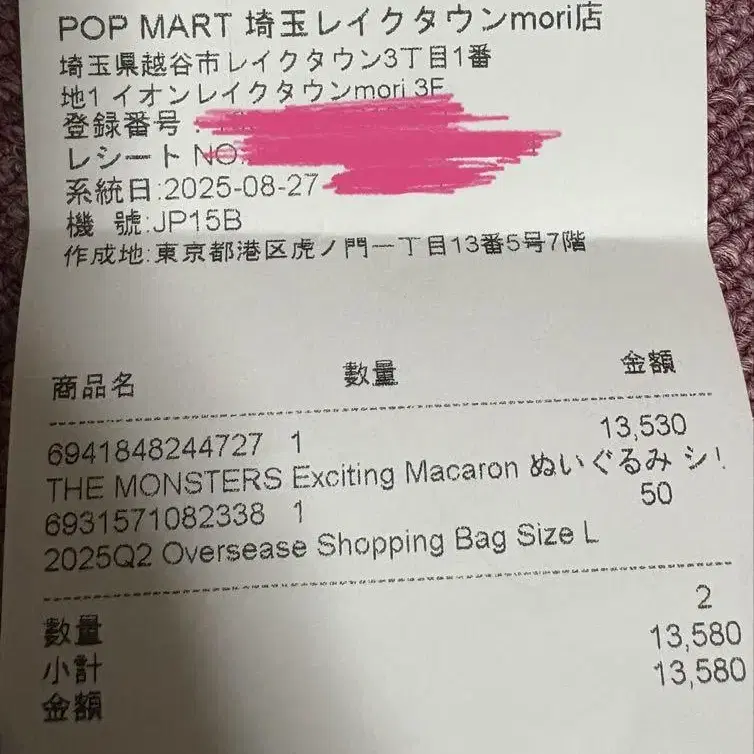 POP MART 埼玉レイクタウンmori店
埼玉県越谷市レイクタウン3丁目1番
地1 イオンレイクタウンmori 3F
登録番号:
レシート NO.
系統日:2025-08-27
機 號:JP15B
作成地:東京都港区虎ノ門一丁目13番5号7階
商品名 數量 金額
6941848244727 1 13,530
THE MONSTERS Exciting Macaron ぬいぐるみ シ
6931571082338 1 50
2025Q2 Oversease Shopping Bag Size L
數量 2
小計 13,580
金額 13,580